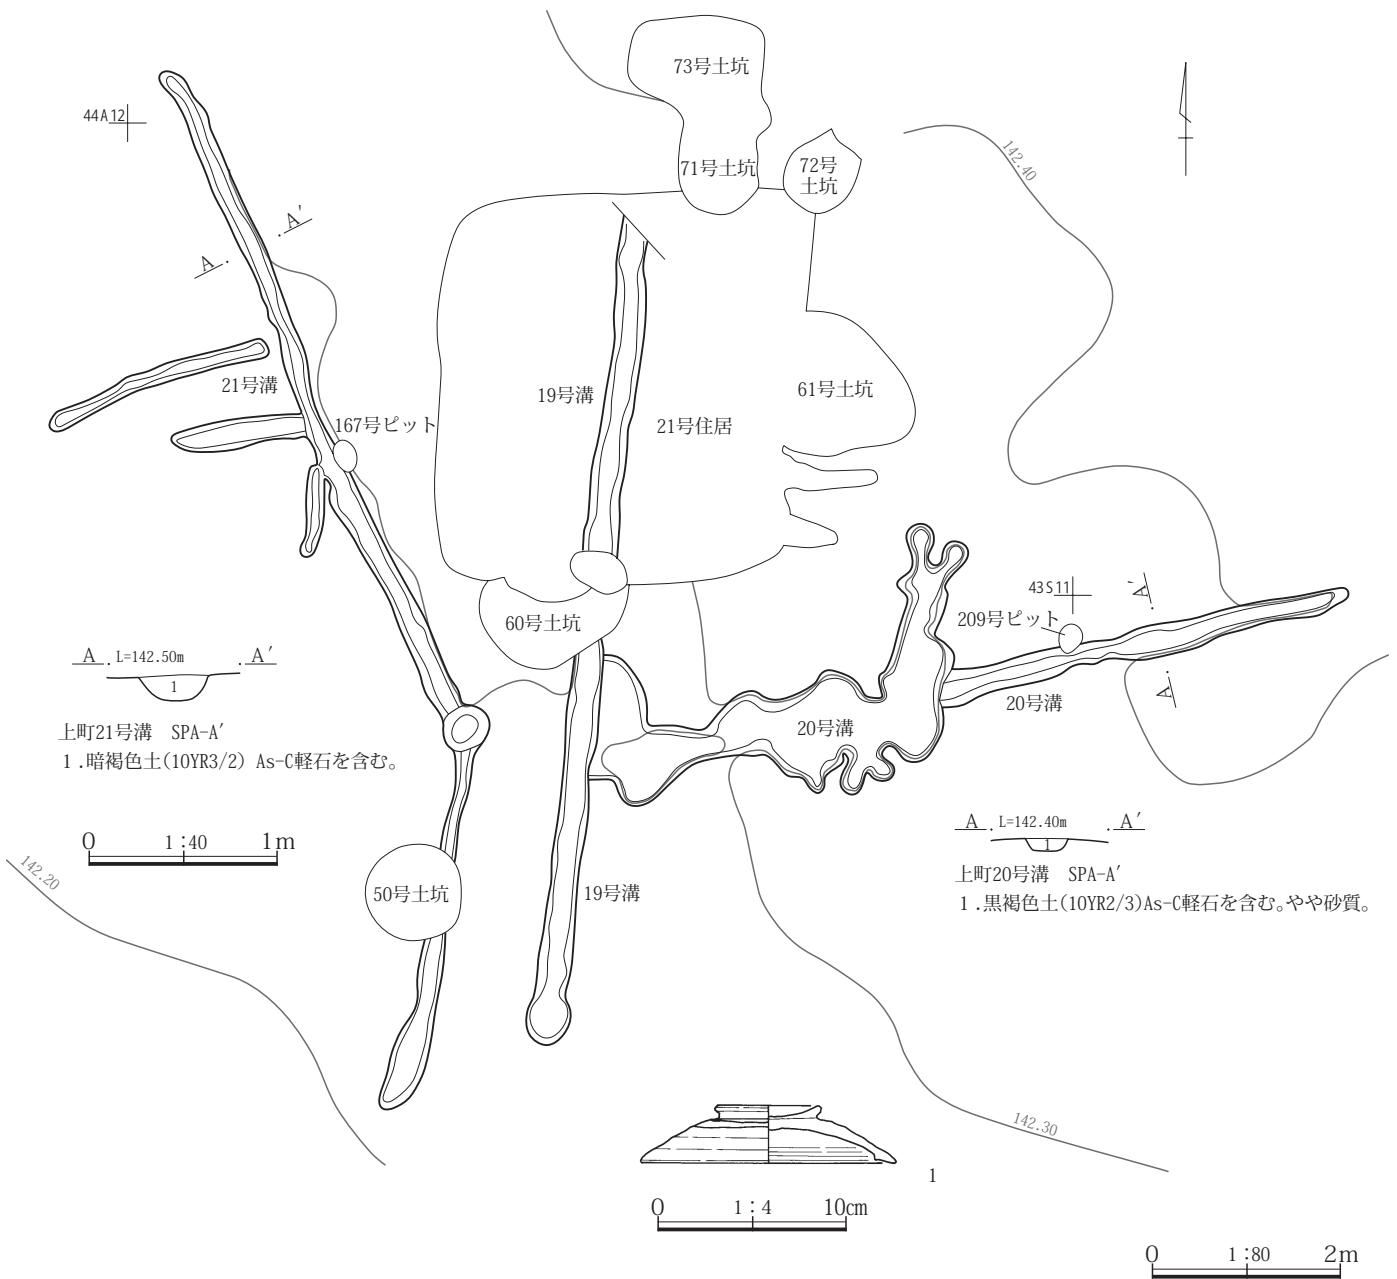 73号土坑
44A12
71号土坑
72号
土坑
142.40
A′
A
21号溝
19号溝
61号土坑
167号ピット
21号住居
43S11
A′
60号土坑
209号ピット
A
20号溝
20号溝
A L=142.50m A′
1
上町21号溝 SPA-A′
1.暗褐色土(10YR3/2) As-C軽石を含む。
0 1:40 1m
142.20
50号土坑
19号溝
A L=142.40m A′
1
上町20号溝 SPA-A′
1.黒褐色土(10YR2/3)As-C軽石を含む。やや砂質。
142.30
1
0 1:4 10cm
0 1:80 2m